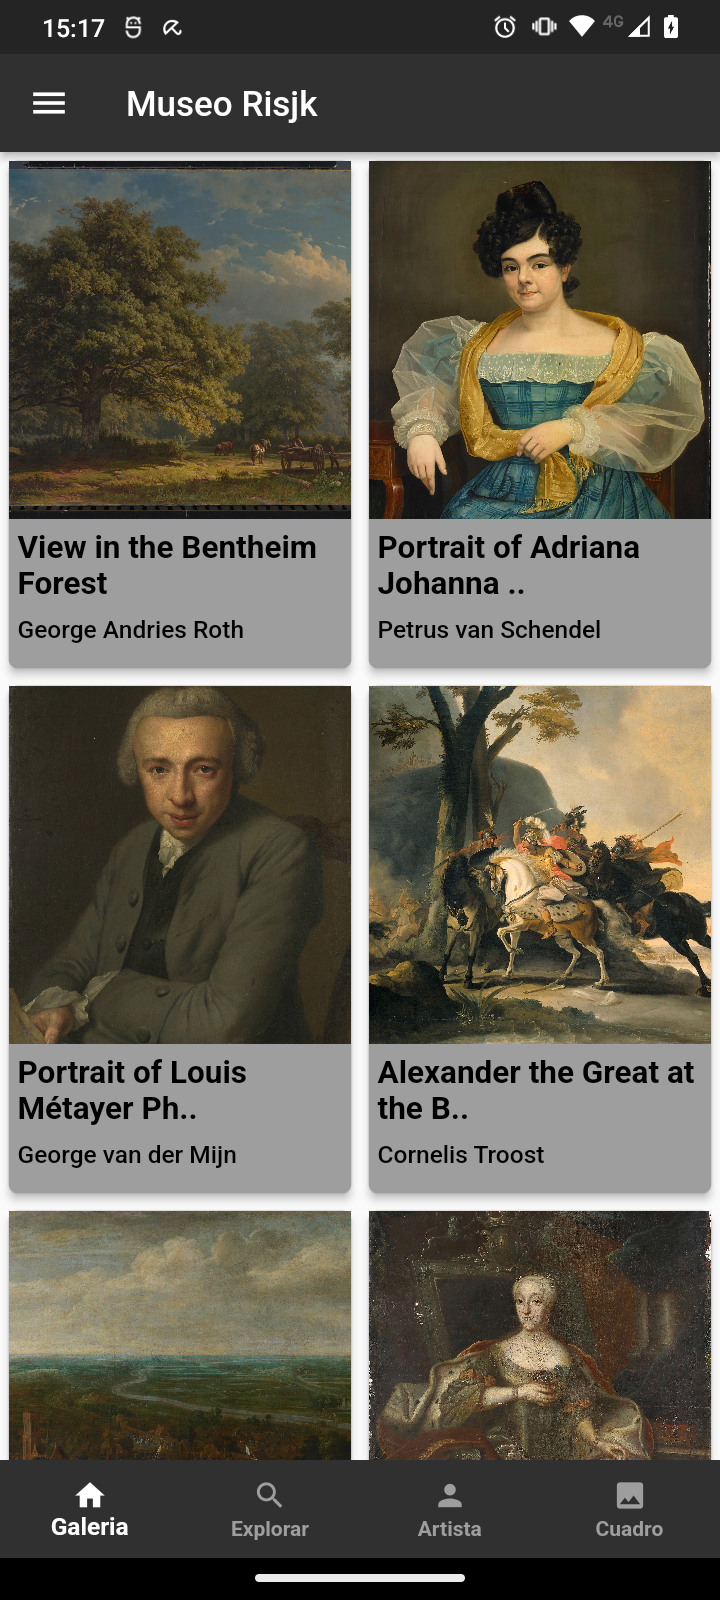 15:17
4G
Museo Risjk
View in the Bentheim
Forest
George Andries Roth
Portrait of Adriana
Johanna ..
Petrus van Schendel
Portrait of Louis
Métayer Ph..
George van der Mijn
Alexander the Great at
the B..
Cornelis Troost
Galeria
Explorar
Artista
Cuadro